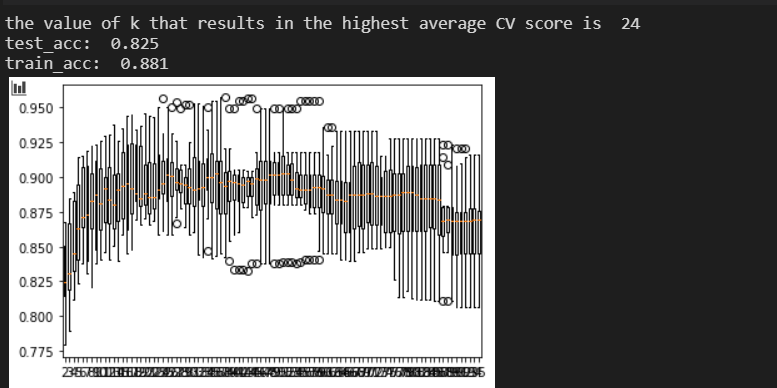 the value of k that results in the highest average CV score is 24
test_acc: 0.825
train_acc: 0.881
0.950
0.925
0.900
0.875
0.850
0.825
0.800
0.775